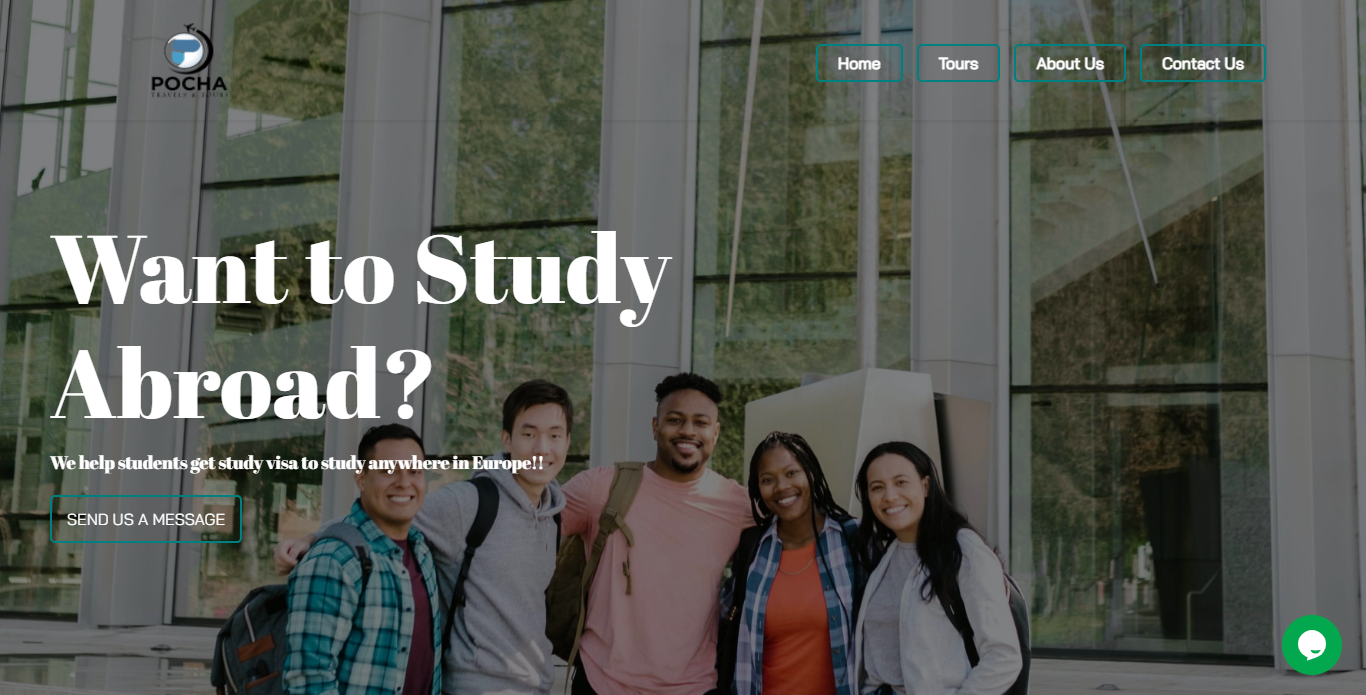 POCHA
TRAVELS & TOURS
Home
Tours
About Us
Contact Us
Want to Study
Abroad?
We help students get study visa to study anywhere in Europe!!
SEND US A MESSAGE